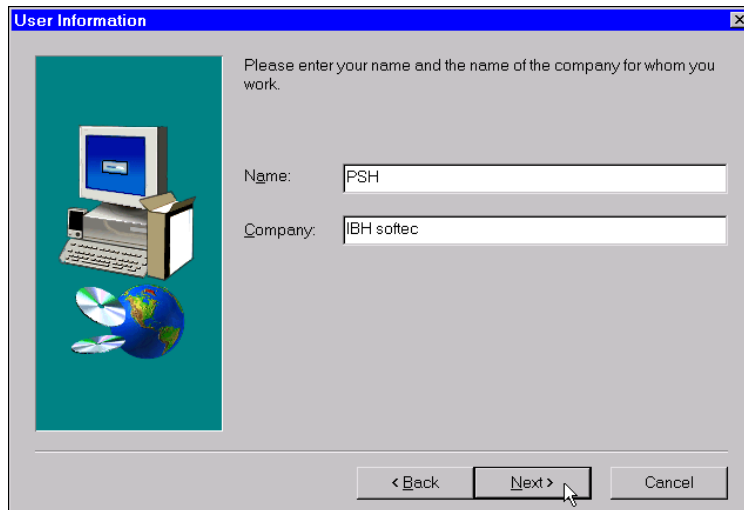 User Information
Please enter your name and the name of the company for whom you
work.
Name: PSH
Company: IBH softec
< Back Next > Cancel